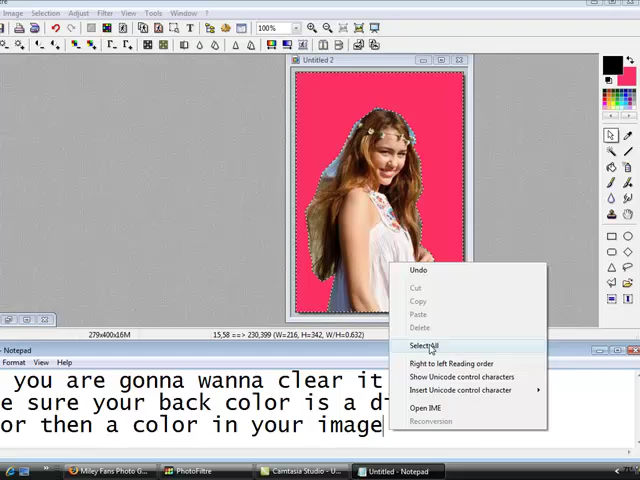 Image Selection Adjust Filter View Tools Window ?
100%
Untitled 2
279x400x16M
15,58 ==> 230,399 (W=216, H=342, W/H=0.632)
- Notepad
Format View Help
you are gonna wanna clear it
e sure your back color is a di
or then a color in your image
Undo
Cut
Copy
Paste
Delete
Select All
Right to left Reading order
Show Unicode control characters
Insert Unicode control character
Open IME
Reconversion
Miley Fans Photo G...
PhotoFiltre
Camtasia Studio - U...
Untitled - Notepad